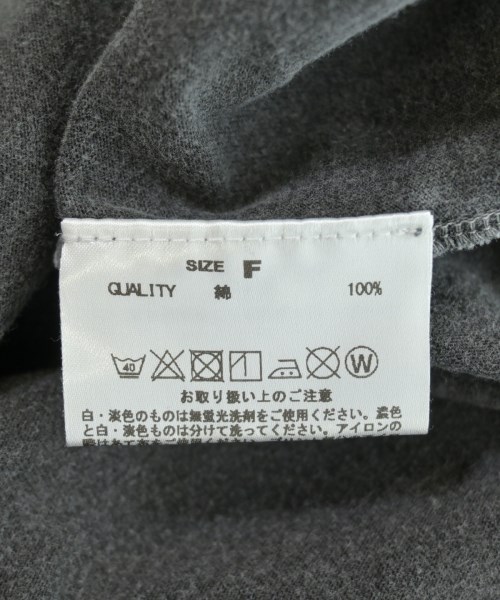 SIZE F
QUALITY 綿 100%
40 W
お取り扱い上のご注意
白・淡色のものは無蛍光洗剤をご使用ください。濃色
と白・淡色ものは分けて洗ってください。アイロンの